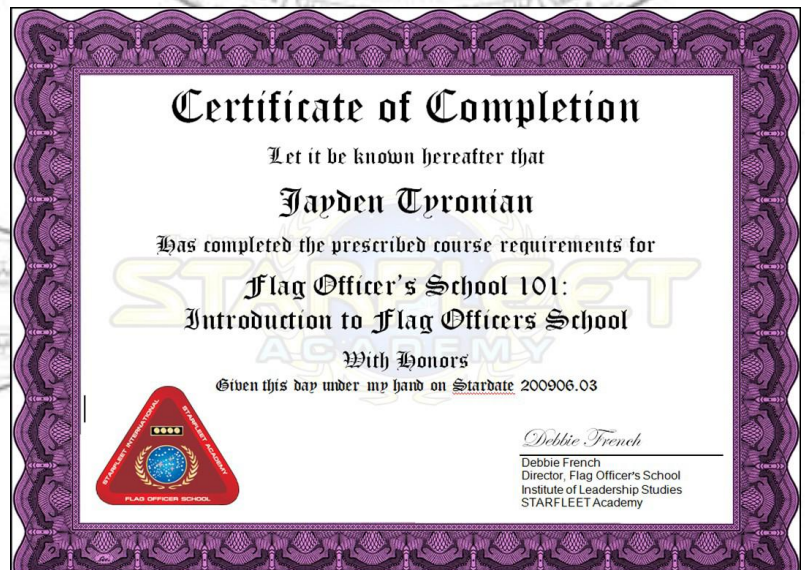 Certificate of Completion
Let it be known hereafter that
Jayden Tyronian
Has completed the prescribed course requirements for
STARFLEET
ACADEMY
Flag Officer's School 101:
Introduction to Flag Officers School
With Honors
Given this day under my hand on Stardate 200906.03
STARFLEET INTERNATIONAL
STARFLEET ACADEMY
FLAG OFFICER SCHOOL
Debbie French
Debbie French
Director, Flag Officer's School
Institute of Leadership Studies
STARFLEET Academy